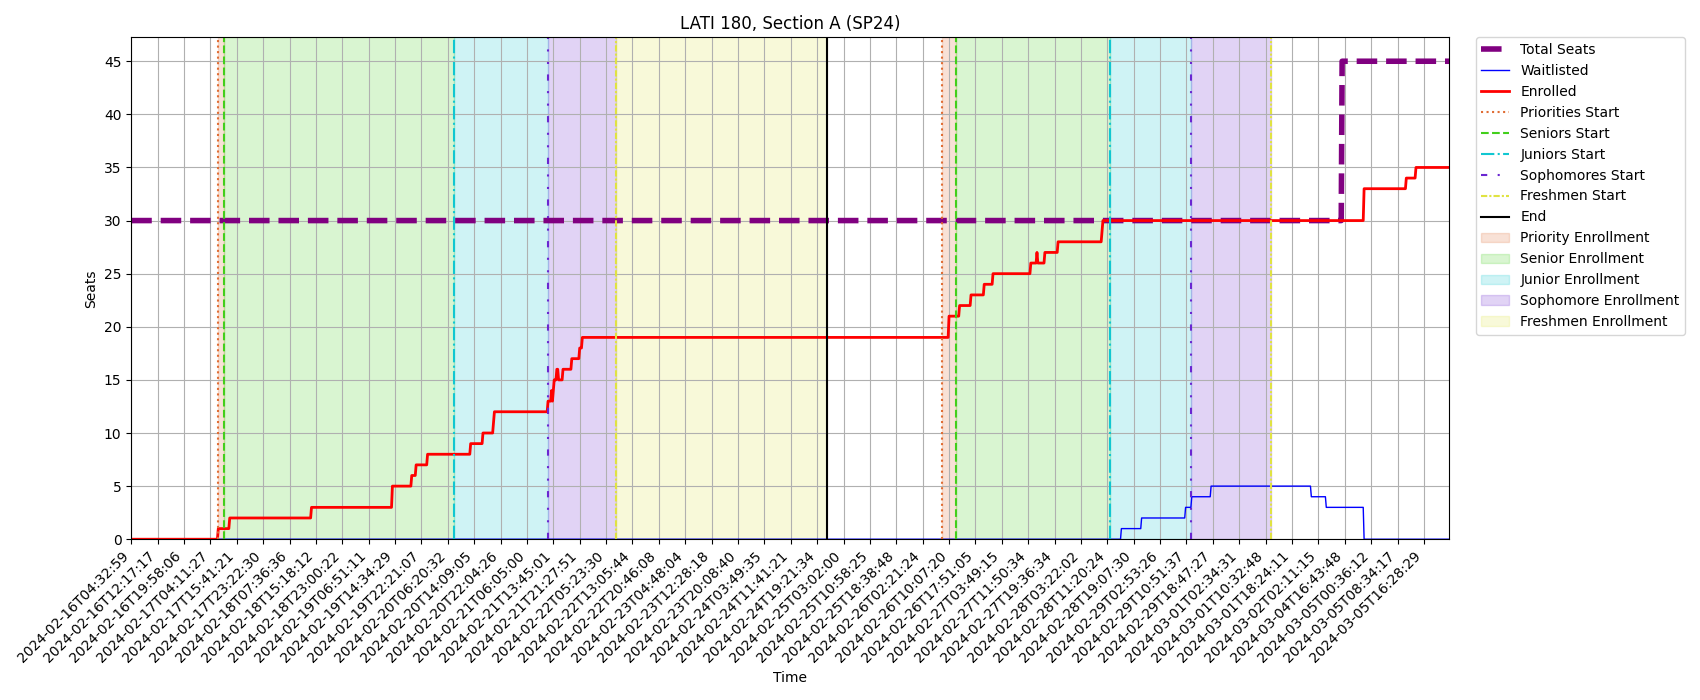 LATI 180, Section A (SP24)
Seats
45
40
35
30
25
20
15
10
5
0
2024-02-16T04:32:59
2024-02-16T12:17:17
2024-02-16T19:58:06
2024-02-17T04:11:27
2024-02-17T15:41:21
2024-02-17T23:22:30
2024-02-18T07:36:36
2024-02-18T15:18:12
2024-02-18T23:00:22
2024-02-19T06:51:11
2024-02-19T14:34:29
2024-02-19T22:21:07
2024-02-20T06:20:32
2024-02-20T14:09:05
2024-02-20T22:04:26
2024-02-21T06:05:00
2024-02-21T13:45:01
2024-02-21T21:27:51
2024-02-22T05:23:30
2024-02-22T13:05:44
2024-02-22T20:46:08
2024-02-23T04:48:04
2024-02-23T12:28:18
2024-02-23T20:08:40
2024-02-24T03:49:35
2024-02-24T11:41:21
2024-02-24T19:21:34
2024-02-25T03:02:00
2024-02-25T10:58:25
2024-02-25T18:38:48
2024-02-26T02:21:24
2024-02-26T10:07:20
2024-02-26T17:51:05
2024-02-27T03:49:15
2024-02-27T11:50:34
2024-02-27T19:36:34
2024-02-28T03:22:02
2024-02-28T11:20:24
2024-02-28T19:07:30
2024-02-29T02:53:26
2024-02-29T10:51:37
2024-02-29T18:47:27
2024-03-01T02:34:31
2024-03-01T10:32:48
2024-03-01T18:24:11
2024-03-02T02:11:15
2024-03-04T16:43:48
2024-03-05T00:36:12
2024-03-05T08:34:17
2024-03-05T16:28:29
Time
Total Seats
Waitlisted
Enrolled
Priorities Start
Seniors Start
Juniors Start
Sophomores Start
Freshmen Start
End
Priority Enrollment
Senior Enrollment
Junior Enrollment
Sophomore Enrollment
Freshmen Enrollment